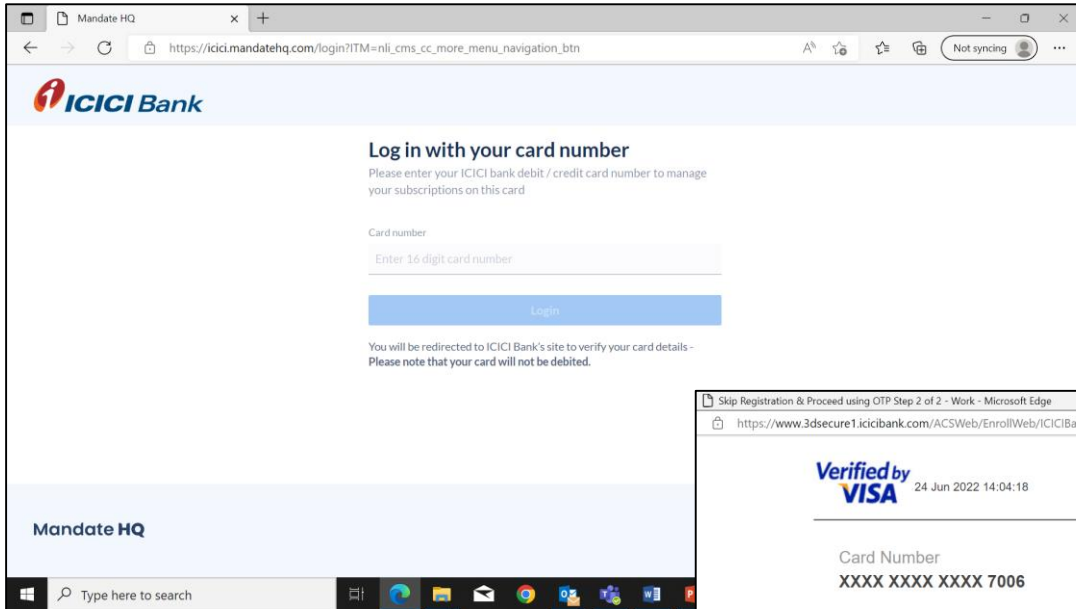 Mandate HQ
https://icici.mandatehq.com/login?ITM=nli_cms_cc_more_menu_navigation_btn
Not syncing
ICICI Bank
Log in with your card number
Please enter your ICICI bank debit / credit card number to manage
your subscriptions on this card
Card number
Enter 16 digit card number
Login
You will be redirected to ICICI Bank's site to verify your card details -
Please note that your card will not be debited.
Mandate HQ
Type here to search
Skip Registration & Proceed using OTP Step 2 of 2 - Work - Microsoft Edge
https://www.3dsecure1.icicibank.com/ACSWeb/EnrollWeb/ICICIBa
Verified by
VISA
24 Jun 2022 14:04:18
Card Number
XXXX XXXX XXXX 7006